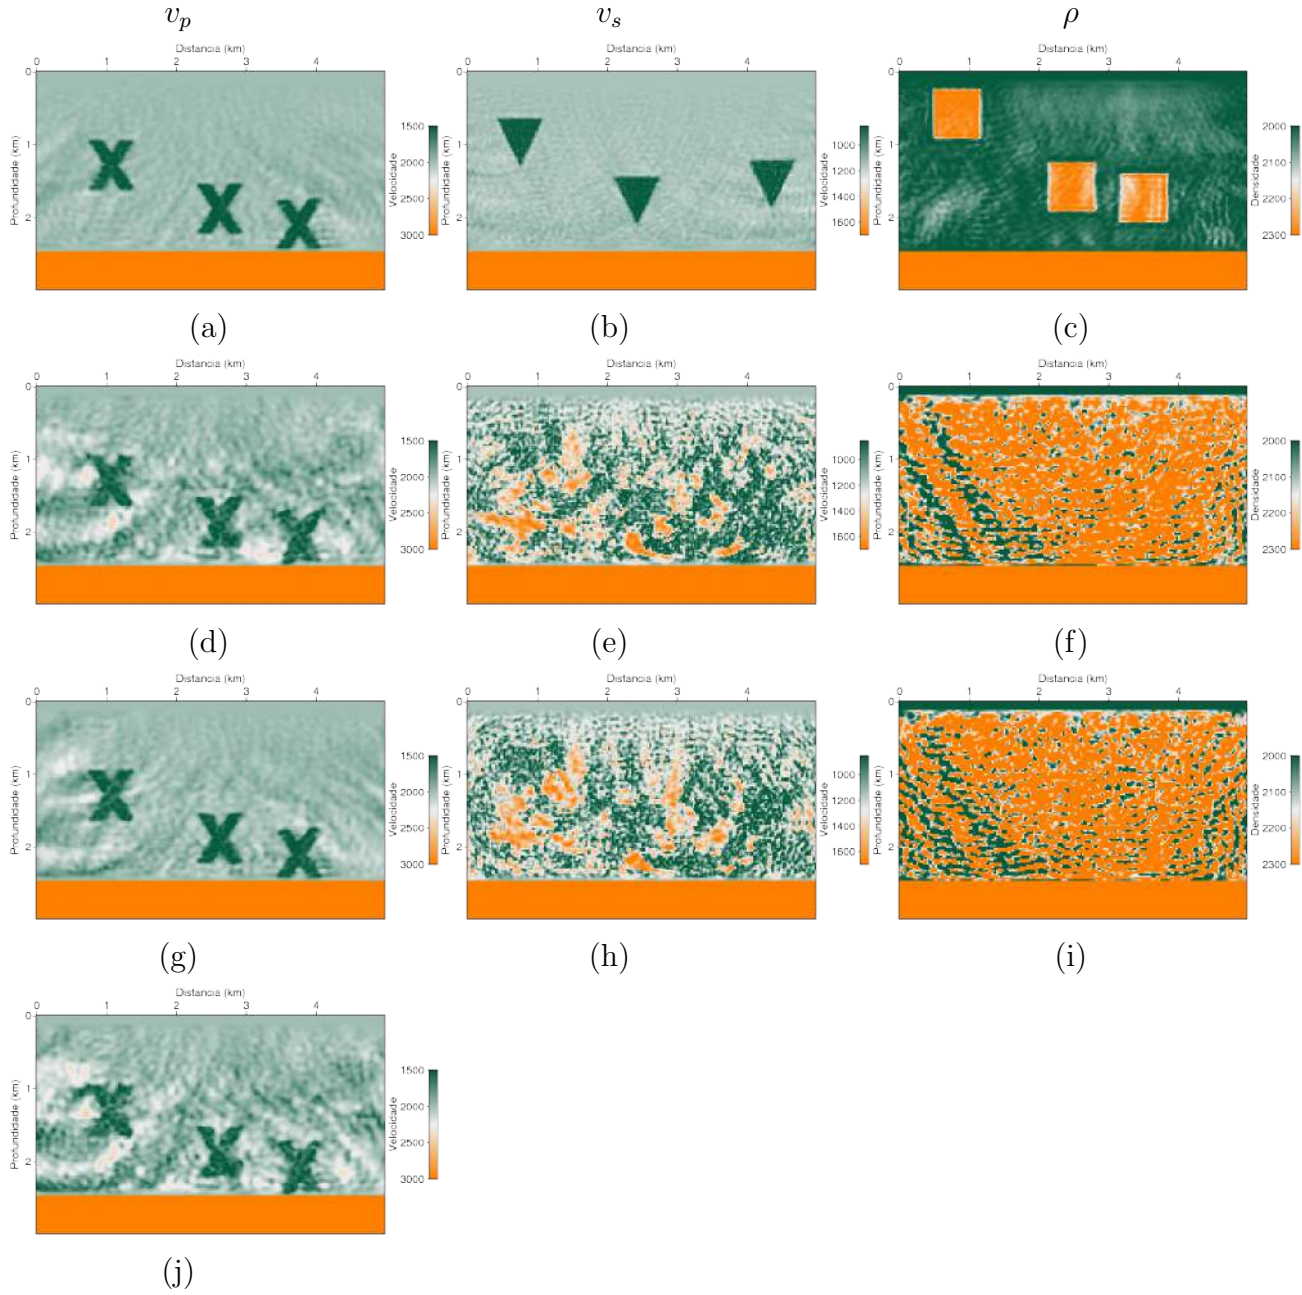 v_p v_s ρ
Distancia (km) Distancia (km) Distancia (km)
0 1 2 3 4 0 1 2 3 4 0 1 2 3 4
Profundidade (km) 0 1 2 Velocidade 1500 2000 2500 3000
Profundidade (km) 0 1 2 Velocidade 1000 1200 1400 1600
Profundidade (km) 0 1 2 Densidade 2000 2100 2200 2300
(a) (b) (c)
Distancia (km) Distancia (km) Distancia (km)
0 1 2 3 4 0 1 2 3 4 0 1 2 3 4
Profundidade (km) 0 1 2 Velocidade 1500 2000 2500 3000
Profundidade (km) 0 1 2 Velocidade 1000 1200 1400 1600
Profundidade (km) 0 1 2 Densidade 2000 2100 2200 2300
(d) (e) (f)
Distancia (km) Distancia (km) Distancia (km)
0 1 2 3 4 0 1 2 3 4 0 1 2 3 4
Profundidade (km) 0 1 2 Velocidade 1500 2000 2500 3000
Profundidade (km) 0 1 2 Velocidade 1000 1200 1400 1600
Profundidade (km) 0 1 2 Densidade 2000 2100 2200 2300
(g) (h) (i)
Distancia (km)
0 1 2 3 4
Profundidade (km) 0 1 2 Velocidade 1500 2000 2500 3000
(j)